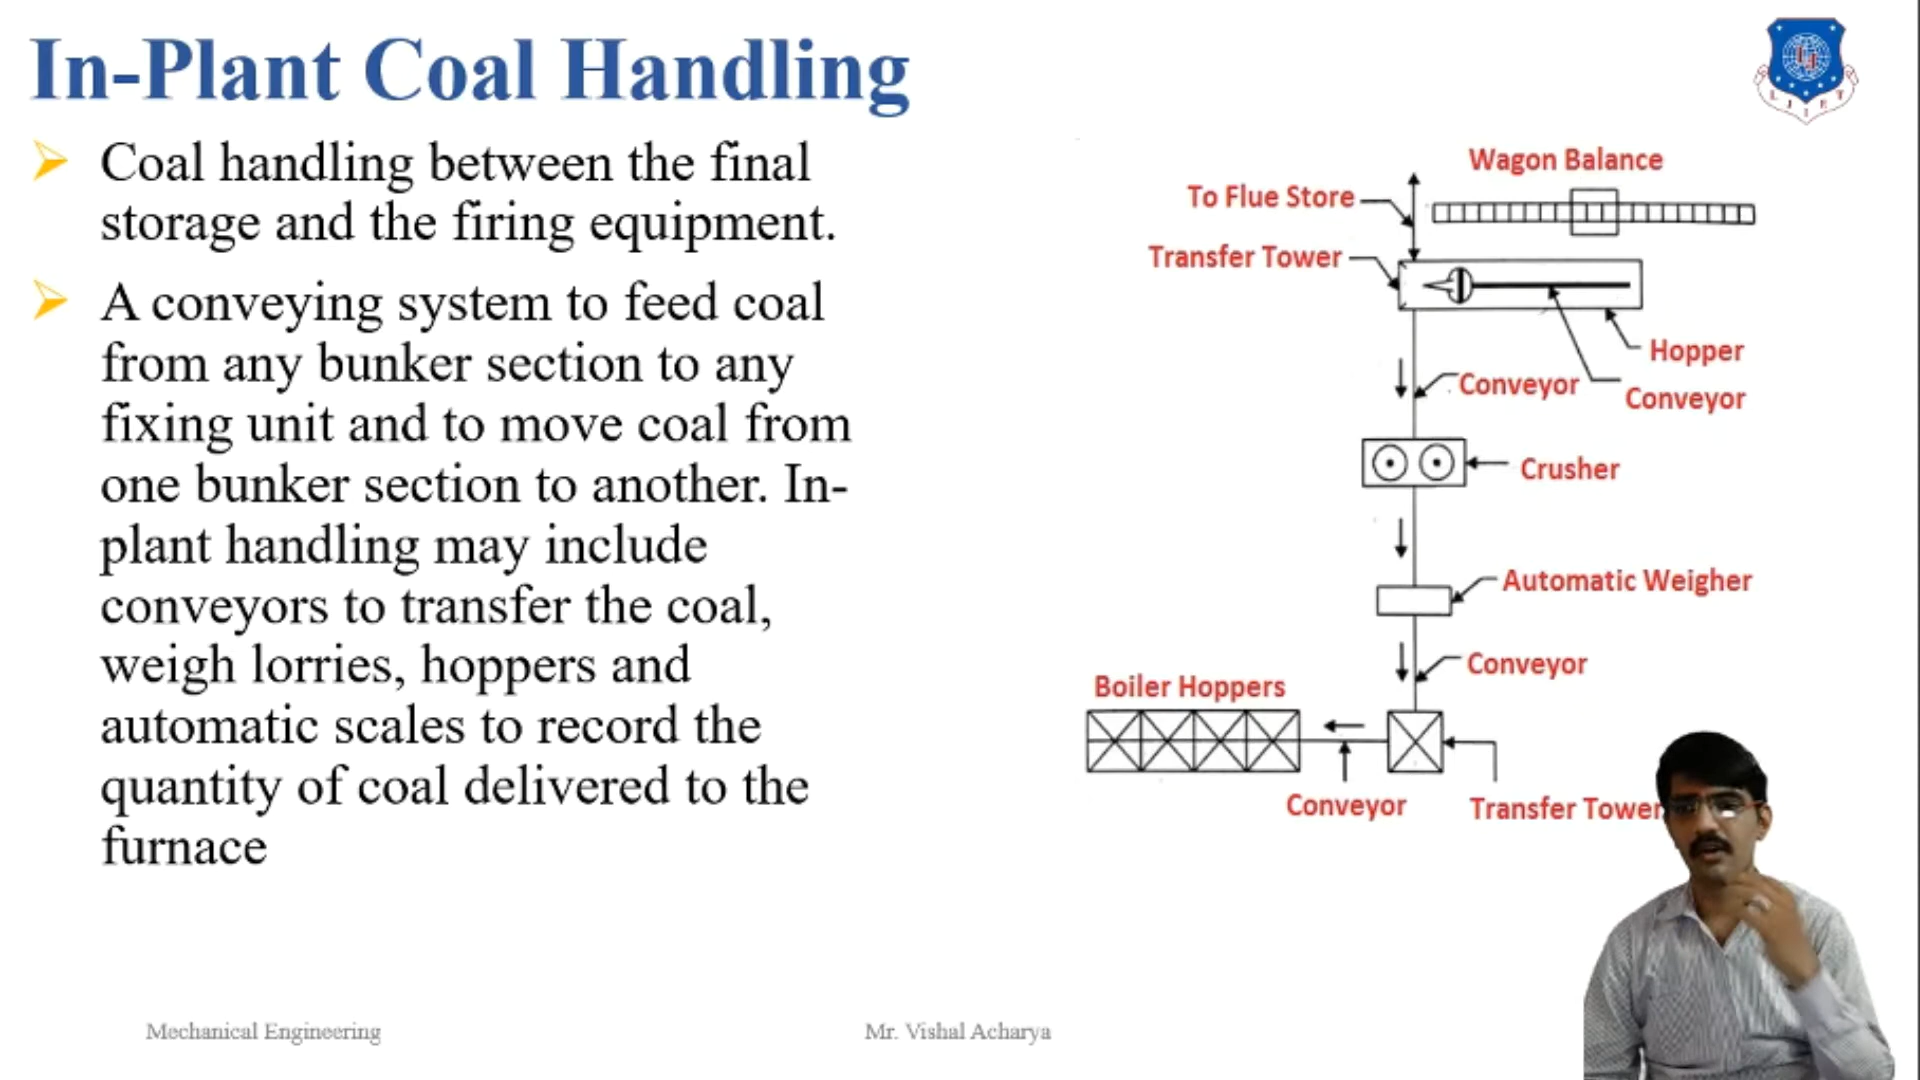 In-Plant Coal Handling
Coal handling between the final
storage and the firing equipment.
A conveying system to feed coal
from any bunker section to any
fixing unit and to move coal from
one bunker section to another. In-
plant handling may include
conveyors to transfer the coal,
weigh lorries, hoppers and
automatic scales to record the
quantity of coal delivered to the
furnace
L J I E T
Wagon Balance
To Flue Store
Transfer Tower
Hopper
Conveyor
Conveyor
Crusher
Automatic Weigher
Conveyor
Boiler Hoppers
Conveyor
Transfer Tower
Mechanical Engineering
Mr. Vishal Acharya